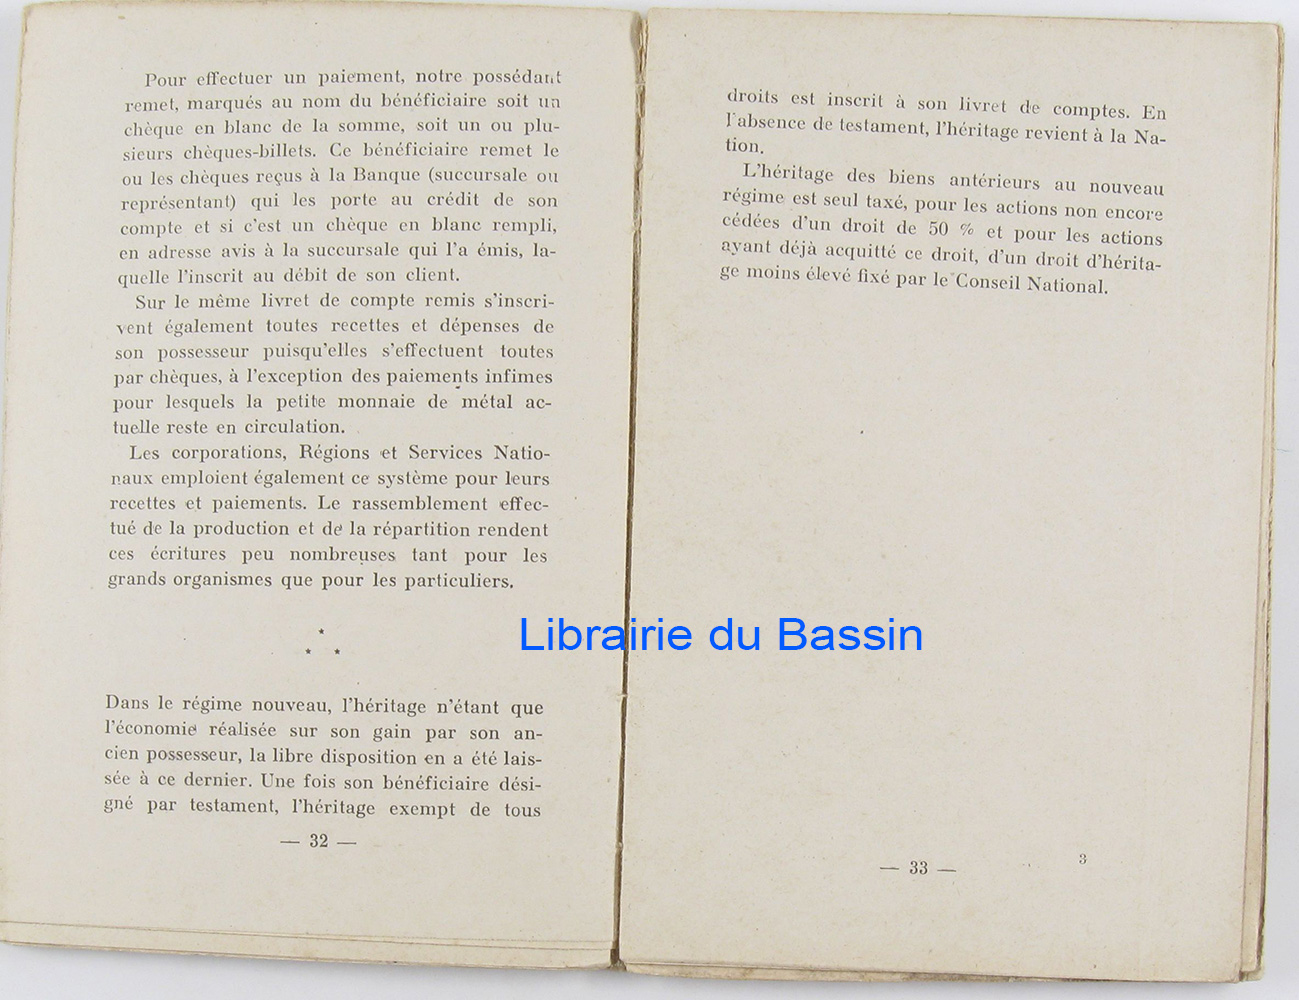 Pour effectuer un paiement, notre possédant
remet, marqués au nom du bénéficiaire soit un
chèque en blanc de la somme, soit un ou plu-
sieurs chèques-billets. Ce bénéficiaire remet le
ou les chèques reçus à la Banque (succursale ou
représentant) qui les porte au crédit de son
compte et si c'est un chèque en blanc rempli,
en adresse avis à la succursale qui l'a émis, la-
quelle l'inscrit au débit de son client.
Sur le même livret de compte remis s'inscri-
vent également toutes recettes et dépenses de
son possesseur puisqu'elles s'effectuent toutes
par chèques, à l'exception des paiements infimes
pour lesquels la petite monnaie de métal ac-
tuelle reste en circulation.
Les corporations, Régions et Services Natio-
naux emploient également ce système pour leurs
recettes et paiements. Le rassemblement effec-
tué de la production et de la répartition rendent
ces écritures peu nombreuses tant pour les
grands organismes que pour les particuliers.
*
* *
Dans le régime nouveau, l'héritage n'étant que
l'économie réalisée sur son gain par son an-
cien possesseur, la libre disposition en a été lais-
sée à ce dernier. Une fois son bénéficiaire dési-
gné par testament, l'héritage exempt de tous
— 32 —
droits est inscrit à son livret de comptes. En
l'absence de testament, l'héritage revient à la Na-
tion.
L'héritage des biens antérieurs au nouveau
régime est seul taxé, pour les actions non encore
cédées d'un droit de 50 % et pour les actions
ayant déjà acquitté ce droit, d'un droit d'hérita-
ge moins élevé fixé par le Conseil National.
— 33 —
3
Librairie du Bassin